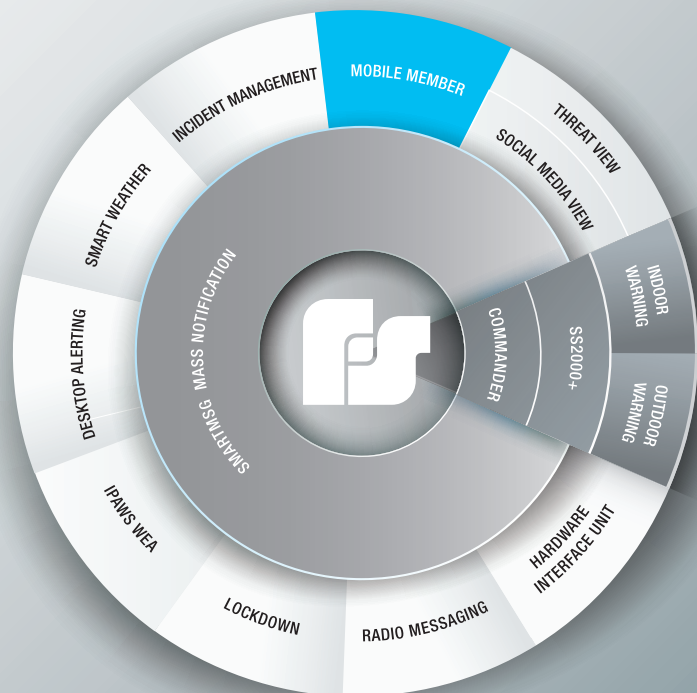 MOBILE MEMBER
THREAT VIEW
SOCIAL MEDIA VIEW
INDOOR
WARNING
OUTDOOR
WARNING
HARDWARE
INTERFACE UNIT
RADIO MESSAGING
LOCKDOWN
IPAWS WEA
DESKTOP ALERTING
SMART WEATHER
INCIDENT MANAGEMENT
SMARTMSG MASS NOTIFICATION
COMMANDER
SS2000+
FS